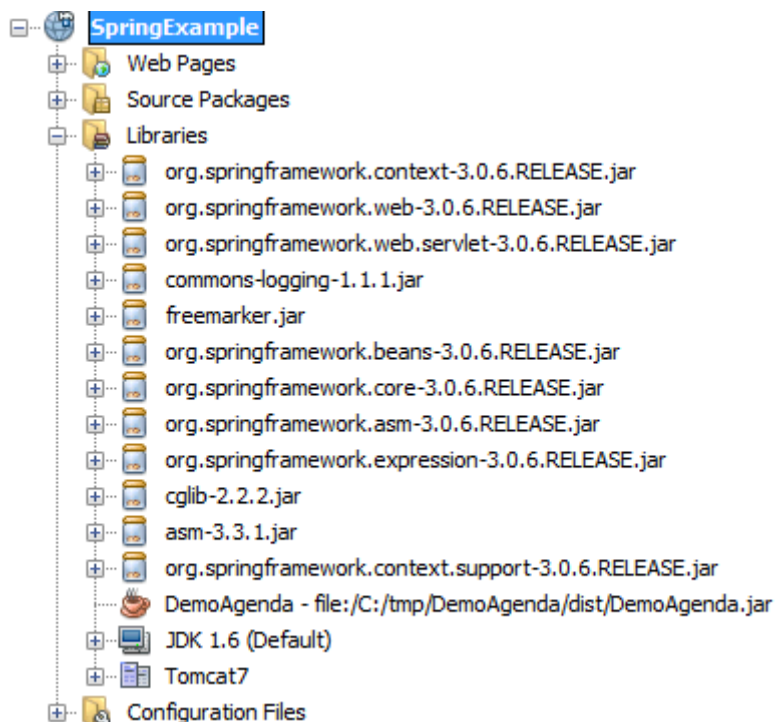 SpringExample
Web Pages
Source Packages
Libraries
org.springframework.context-3.0.6.RELEASE.jar
org.springframework.web-3.0.6.RELEASE.jar
org.springframework.web.servlet-3.0.6.RELEASE.jar
commons-logging-1.1.1.jar
freemarker.jar
org.springframework.beans-3.0.6.RELEASE.jar
org.springframework.core-3.0.6.RELEASE.jar
org.springframework.asm-3.0.6.RELEASE.jar
org.springframework.expression-3.0.6.RELEASE.jar
cglib-2.2.2.jar
asm-3.3.1.jar
org.springframework.context.support-3.0.6.RELEASE.jar
DemoAgenda - file:/C:/tmp/DemoAgenda/dist/DemoAgenda.jar
JDK 1.6 (Default)
Tomcat7
Configuration Files